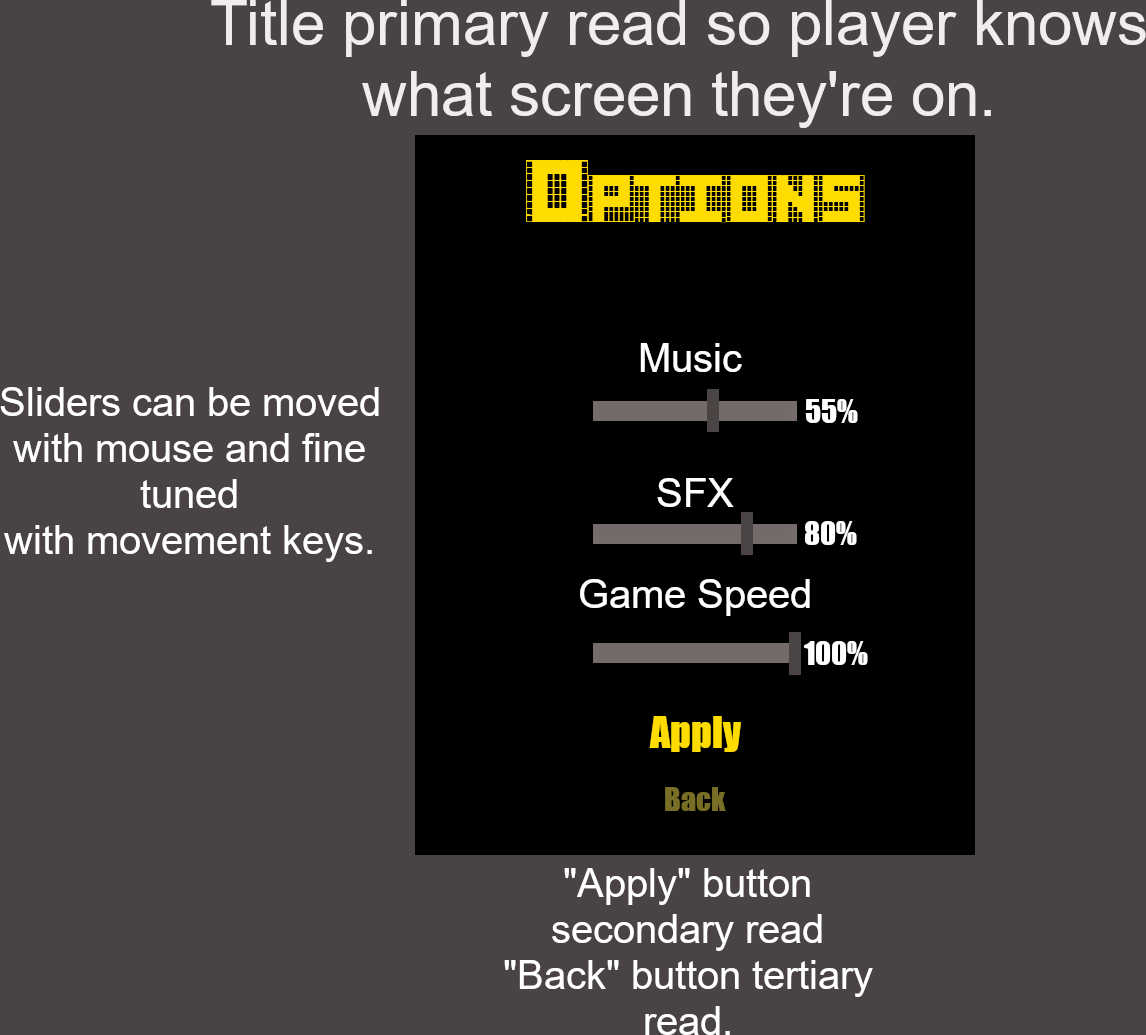 Title primary read so player knows
what screen they're on.
Options
Music
55%
Sliders can be moved
with mouse and fine
tuned
with movement keys.
SFX
80%
Game Speed
100%
Apply
Back
"Apply" button
secondary read
"Back" button tertiary
read.